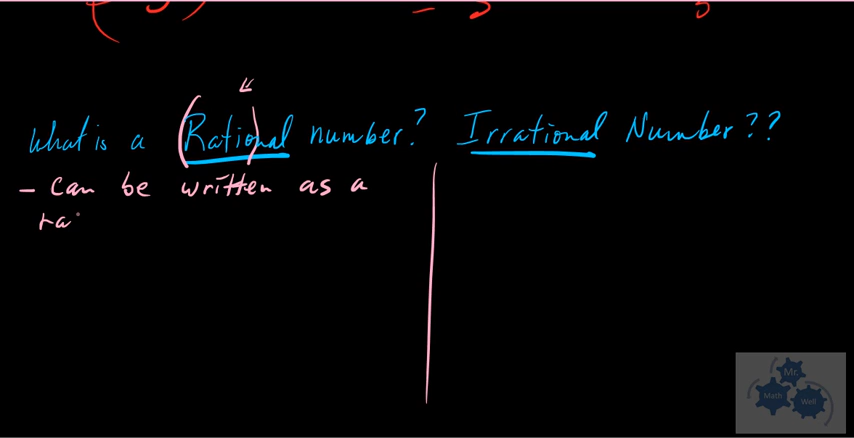 What is a (Rational) number? Irrational Number??
- Can be written as a
ra
Mr.
Math Well